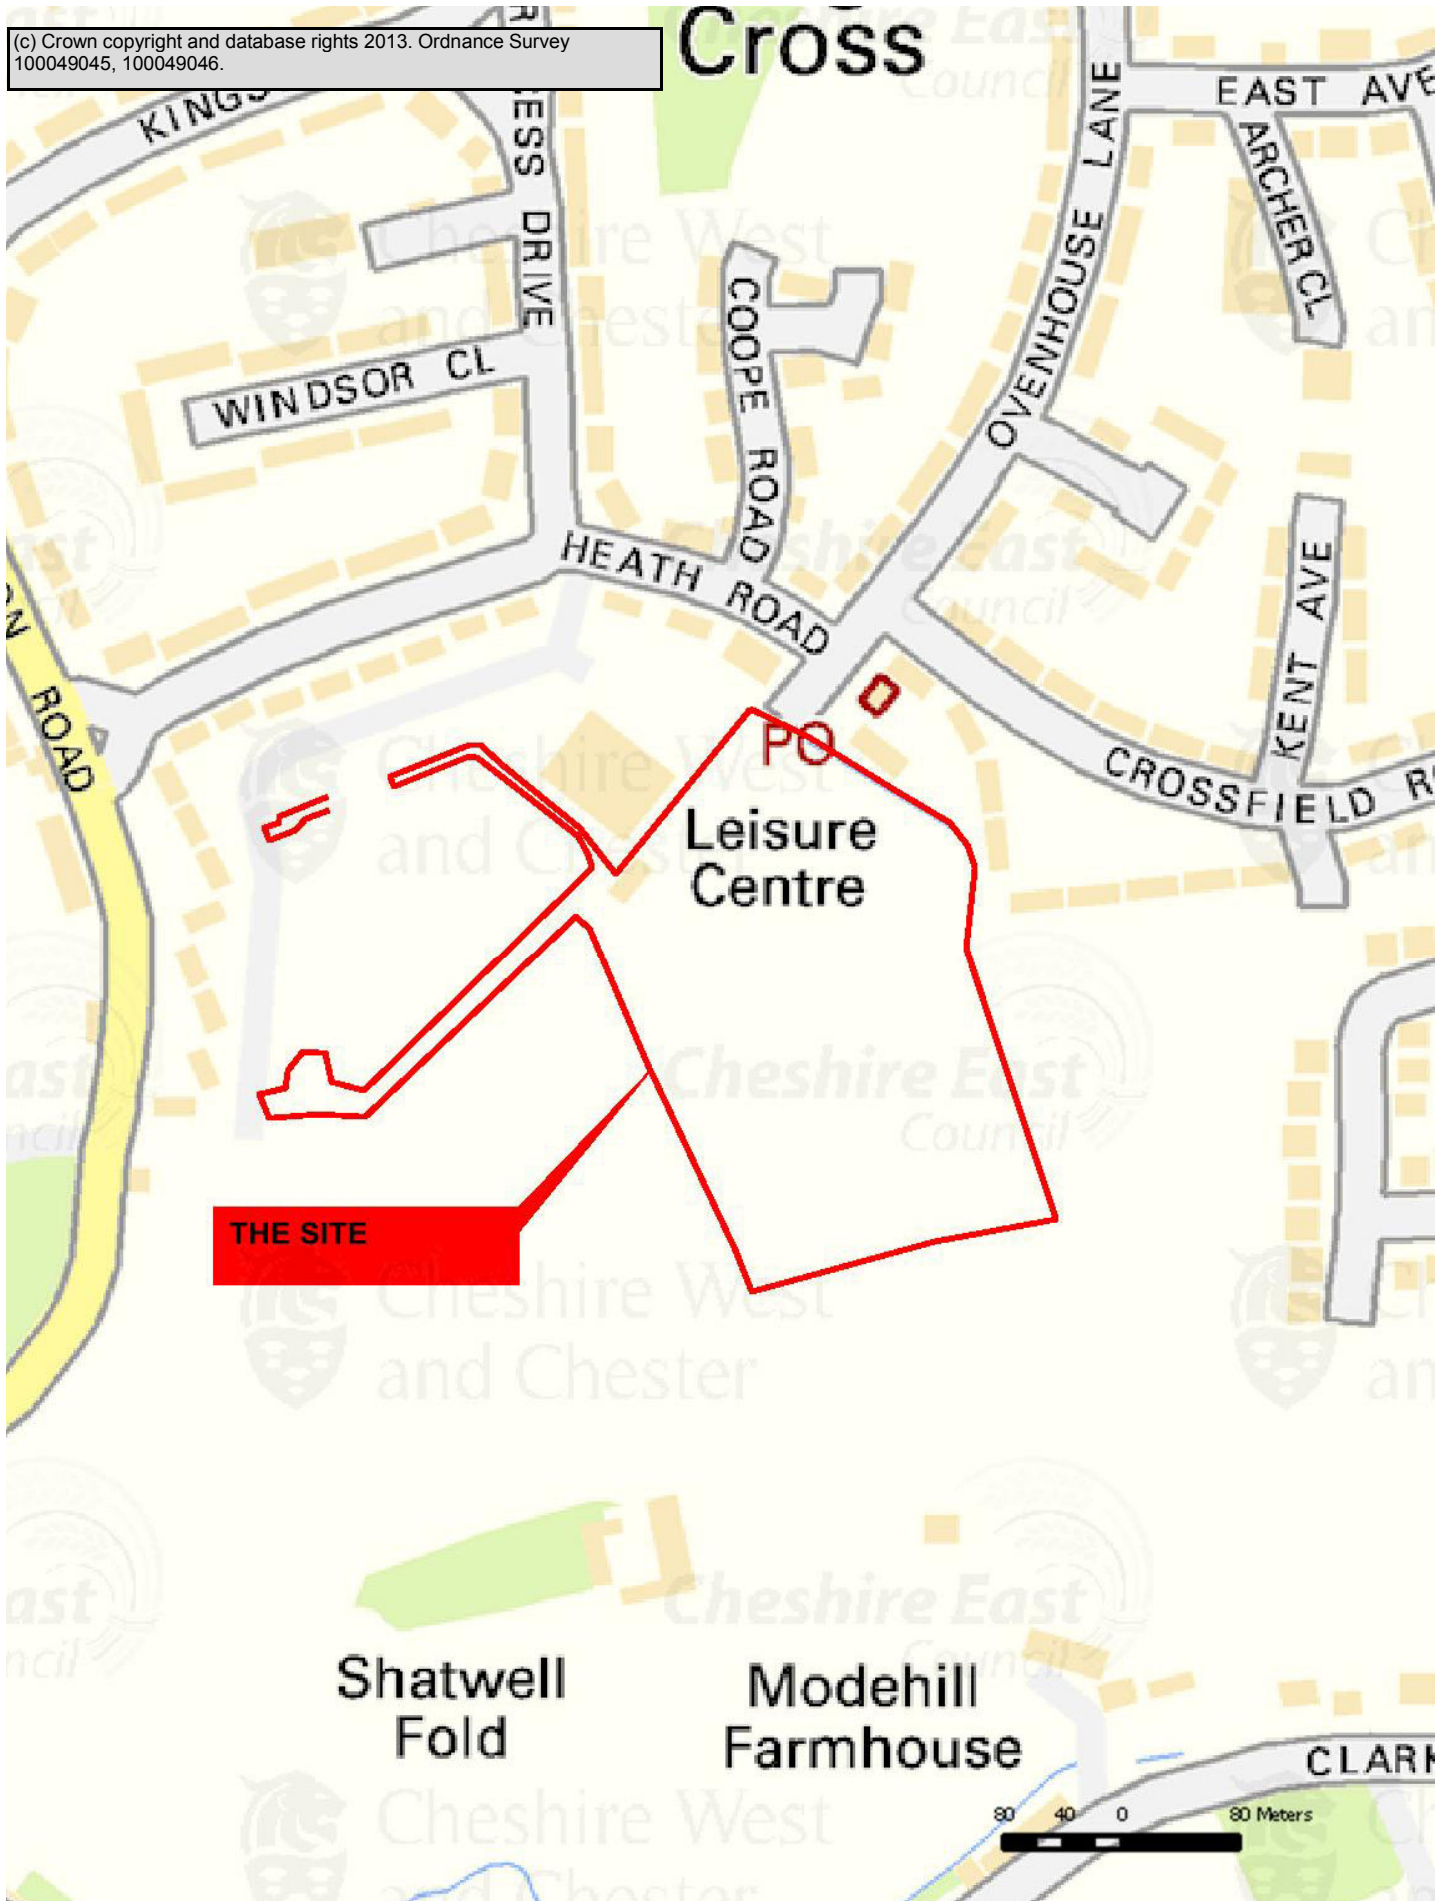 (c) Crown copyright and database rights 2013. Ordnance Survey
100049045, 100049046.
Cross
EAST AVE
ARCHER CL
OVENHOUSE LANE
DRIVE
WINDSOR CL
COOPE ROAD
HEATH ROAD
KENT AVE
ROAD
CROSSFIELD
PO
Leisure
Centre
THE SITE
Shatwell
Fold
Modehill
Farmhouse
80 40 0 80 Meters
Cheshire East
Council
Cheshire West
and Chester